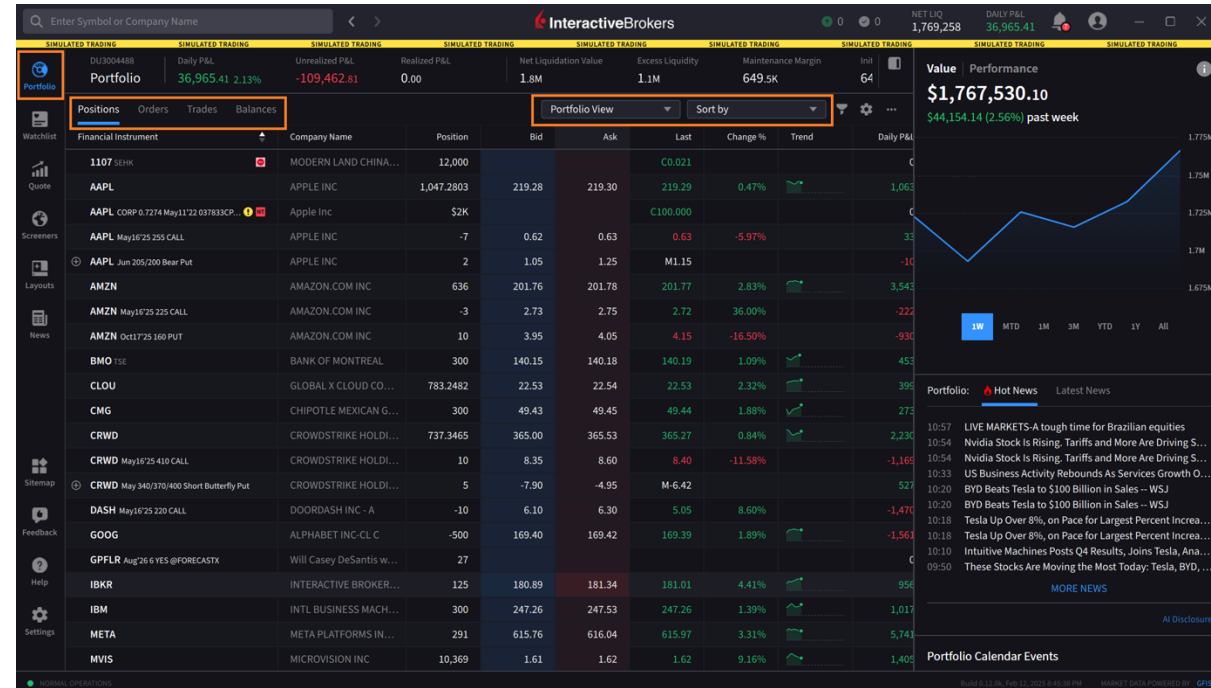 Enter Symbol or Company Name
InteractiveBrokers
0 0
NET LIQ DAILY P&L
1,769,258 36,965.41
SIMULATED TRADING SIMULATED TRADING SIMULATED TRADING SIMULATED TRADING SIMULATED TRADING SIMULATED TRADING SIMULATED TRADING SIMULATED TRADING SIMULATED TRADING
Portfolio
Watchlist
Quote
Screeners
Layouts
News
Sitemap
Feedback
Help
Settings
DU3004488 Daily P&L Unrealized P&L Realized P&L Net Liquidation Value Excess Liquidity Maintenance Margin Init
Portfolio 36,965.41 2.13% -109,462.81 0.00 1.8M 1.1M 649.5K 64
Positions Orders Trades Balances Portfolio View Sort by
Financial Instrument Company Name Position Bid Ask Last Change % Trend Daily P&L
1107 SEHK MODERN LAND CHINA... 12,000 C0.021
AAPL APPLE INC 1,047.2803 219.28 219.30 219.29 0.47% 1,063
AAPL CORP 0.7274 May11'22 037833CP... Apple Inc $2K C100.000
AAPL May16'25 255 CALL APPLE INC -7 0.62 0.63 0.63 -5.97% 33
AAPL Jun 205/200 Bear Put APPLE INC 2 1.05 1.25 M1.15 -10
AMZN AMAZON.COM INC 636 201.76 201.78 201.77 2.83% 3,543
AMZN May16'25 225 CALL AMAZON.COM INC -3 2.73 2.75 2.72 36.00% -222
AMZN Oct17'25 160 PUT AMAZON.COM INC 10 3.95 4.05 4.15 -16.50% -930
BMO TSE BANK OF MONTREAL 300 140.15 140.18 140.19 1.09% 453
CLOU GLOBAL X CLOUD CO... 783.2482 22.53 22.54 22.53 2.32% 399
CMG CHIPOTLE MEXICAN G... 300 49.43 49.45 49.44 1.88% 273
CRWD CROWDSTRIKE HOLDI... 737.3465 365.00 365.53 365.27 0.84% 2,230
CRWD May16'25 410 CALL CROWDSTRIKE HOLDI... 10 8.35 8.60 8.40 -11.58% -1,169
CRWD May 340/370/400 Short Butterfly Put CROWDSTRIKE HOLDI... 5 -7.90 -4.95 M-6.42 527
DASH May16'25 220 CALL DOORDASH INC - A -10 6.10 6.30 5.05 8.60% -1,470
GOOG ALPHABET INC-CL C -500 169.40 169.42 169.39 1.89% -1,561
GPFLR Aug'26 6 YES @FORECASTX Will Casey DeSantis w... 27
IBKR INTERACTIVE BROKER... 125 180.89 181.34 181.01 4.41% 956
IBM INTL BUSINESS MACH... 300 247.26 247.53 247.26 1.39% 1,017
META META PLATFORMS IN... 291 615.76 616.04 615.97 3.31% 5,741
MVIS MICROVISION INC 10,369 1.61 1.62 1.62 9.16% 1,405
Value Performance
$1,767,530.10
$44,154.14 (2.56%) past week
1.775M
1.75M
1.725M
1.7M
1.675M
1W MTD 1M 3M YTD 1Y All
Portfolio: Hot News Latest News
10:57 LIVE MARKETS-A tough time for Brazilian equities
10:54 Nvidia Stock Is Rising. Tariffs and More Are Driving S...
10:54 Nvidia Stock Is Rising. Tariffs and More Are Driving S...
10:33 US Business Activity Rebounds As Services Growth O...
10:20 BYD Beats Tesla to $100 Billion in Sales -- WSJ
10:20 BYD Beats Tesla to $100 Billion in Sales -- WSJ
10:18 Tesla Up Over 8%, on Pace for Largest Percent Increa...
10:18 Tesla Up Over 8%, on Pace for Largest Percent Increa...
10:10 Intuitive Machines Posts Q4 Results, Joins Tesla, Ana...
09:50 These Stocks Are Moving the Most Today: Tesla, BYD, ...
MORE NEWS
AI Disclosure
Portfolio Calendar Events
NORMAL OPERATIONS
MARKET DATA POWERED BY GFIS